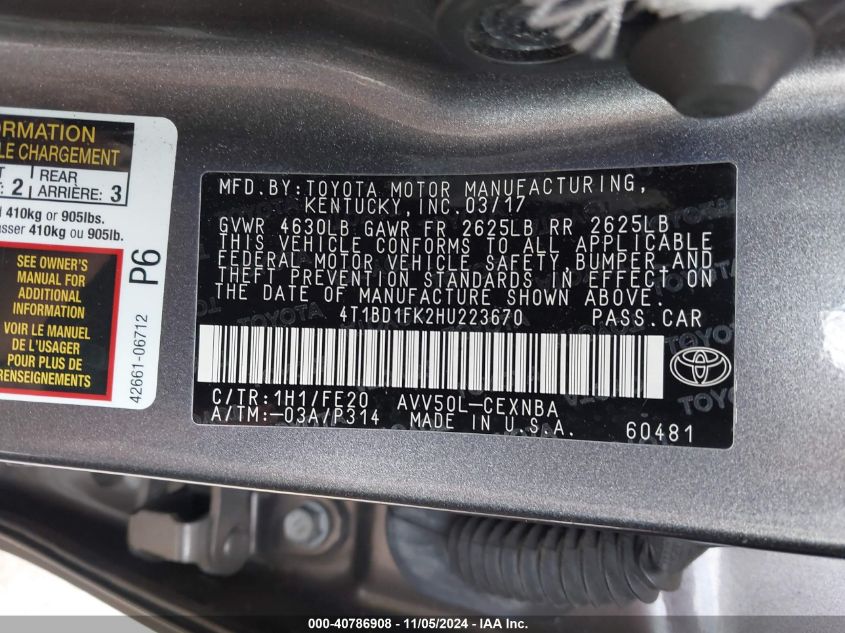 ORMATION
LE CHARGEMENT
: 2 REAR ARRIÈRE: 3
d 410kg or 905lbs.
asser 410kg ou 905lb.
SEE OWNER'S
MANUAL FOR
ADDITIONAL
INFORMATION
VOIR LE MANUEL
DE L'USAGER
POUR PLUS DE
RENSEIGNEMENTS
P6
42661-06712
MFD.BY:TOYOTA MOTOR MANUFACTURING,
KENTUCKY,INC.03/17
GVWR 4630LB GAWR FR 2625LB RR 2625LB
THIS VEHICLE CONFORMS TO ALL APPLICABLE
FEDERAL MOTOR VEHICLE SAFETY,BUMPER,AND
THEFT PREVENTION STANDARDS IN EFFECT ON
THE DATE OF MANUFACTURE SHOWN ABOVE.
4T1BD1FK2HU223670 PASS.CAR
C/TR:1H1/FE20 AVV50L-CEXNBA
A/TM:-03A/P314 MADE IN U.S.A. 60481
TOYOTA
000-40786908 - 11/05/2024 - IAA Inc.